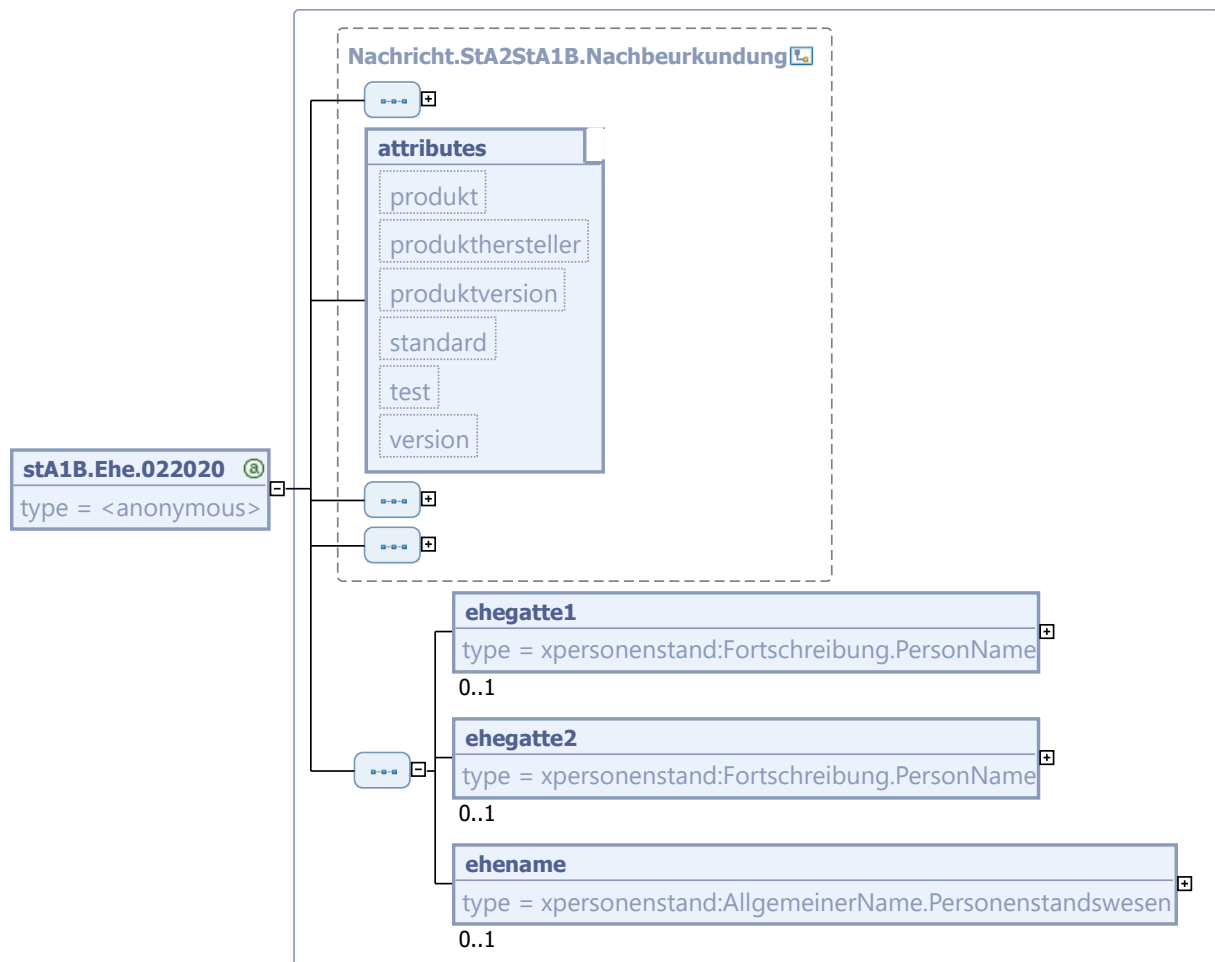 Nachricht.StA2StA1B.Nachbeurkundung
attributes
produkt
produkthersteller
produktversion
standard
test
version
stA1B.Ehe.022020 a
type = <anonymous>
ehegatte1
type = xpersonenstand:Fortschreibung.PersonName
0..1
ehegatte2
type = xpersonenstand:Fortschreibung.PersonName
0..1
ehename
type = xpersonenstand:AllgemeinerName.Personenstandswesen
0..1